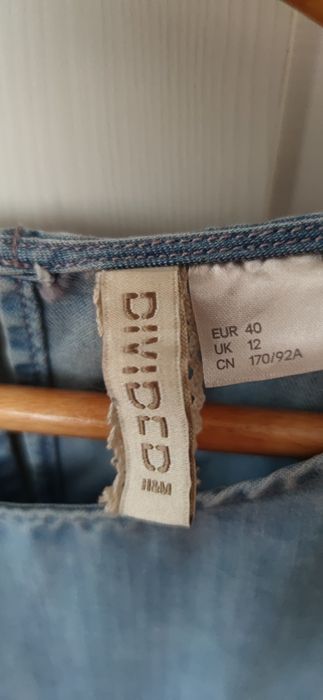 DIVIDED
H&M
EUR 40
UK 12
CN 170/92A